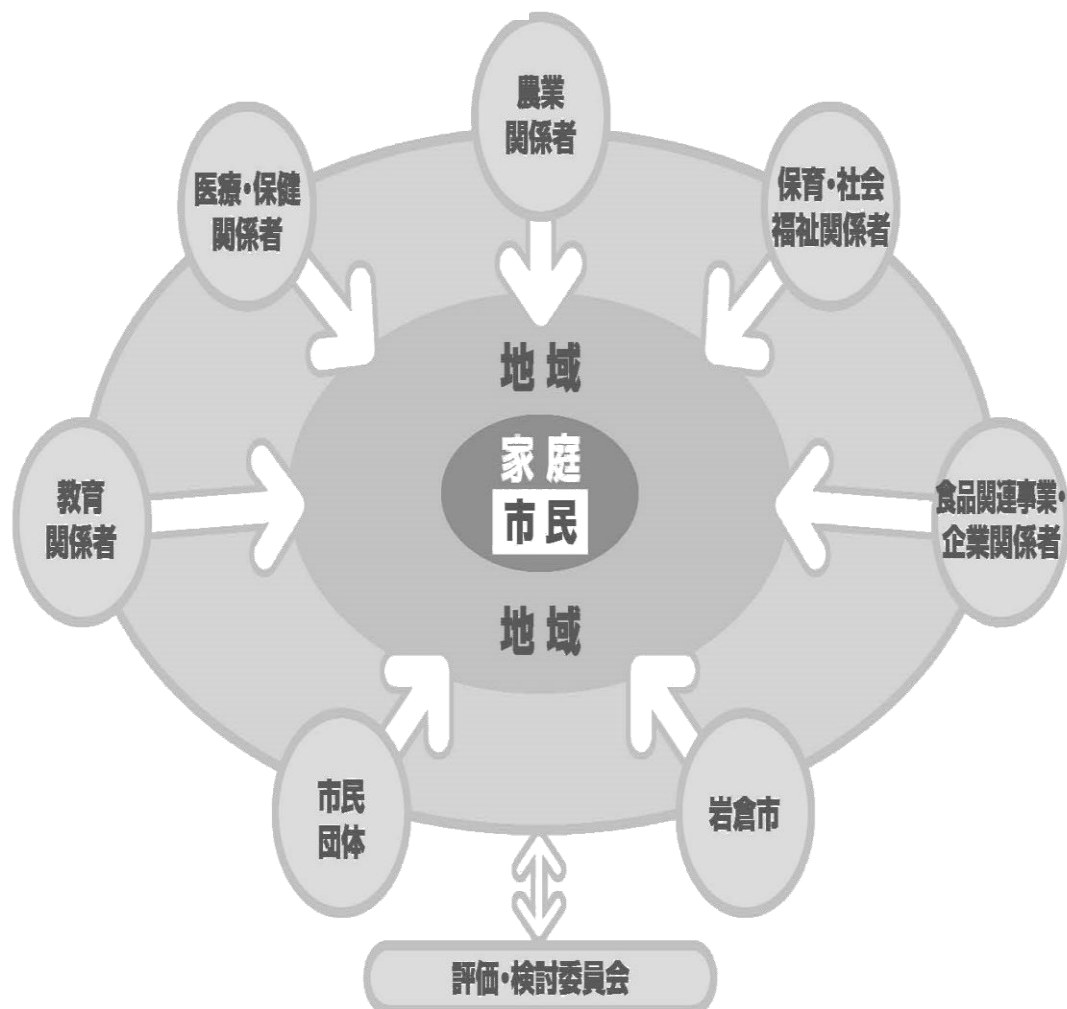 農業
関係者
医療・保健
関係者
保育・社会
福祉関係者
地域
家庭
市民
教育
関係者
食品関連事業・
企業関係者
地域
市民
団体
岩倉市
評価・検討委員会